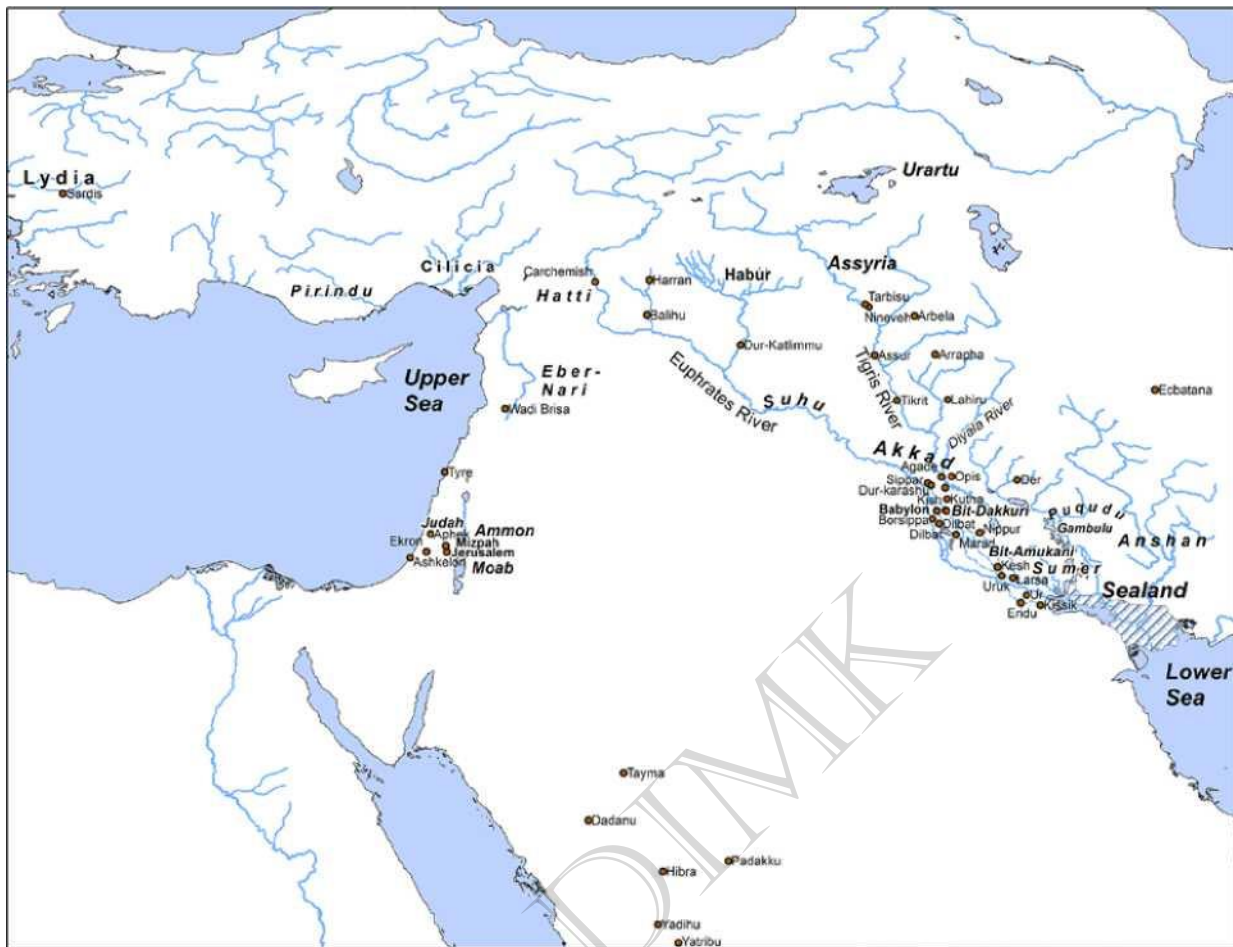 Lydia
Sardis
Urartu
Cilicia
Pirindu
Carchemish
Hatti
Harran
Habúr
Assyria
Balihu
Tarbisu
Nineveh
Arbela
Dur-Katlimmu
Assur
Arrapha
Upper
Sea
Eber-
Nari
Wadi Brisa
Euphrates River
Suhu
Tigris River
Tikrit
Lahiru
Diyala River
Ecbatana
Akkad
Tyre
Agade
Opis
Der
Sippar
Dur-karashu
Kish
Kutha
Babylon
Bit-Dakkuri
Borsippa
Dilbat
Dilbat
Nippur
Marad
Puqudu
Gambulu
Anshan
Judah
Aphek
Ammon
Ekron
Mizpah
Jerusalem
Ashkelon
Moab
Bit-Amukani
Kesh
Sumer
Uruk
Larsa
Ur
Endu
Kissik
Sealand
Lower
Sea
Tayma
Dadanu
Padakku
Hibra
Yadihu
Yatribu
DIMK